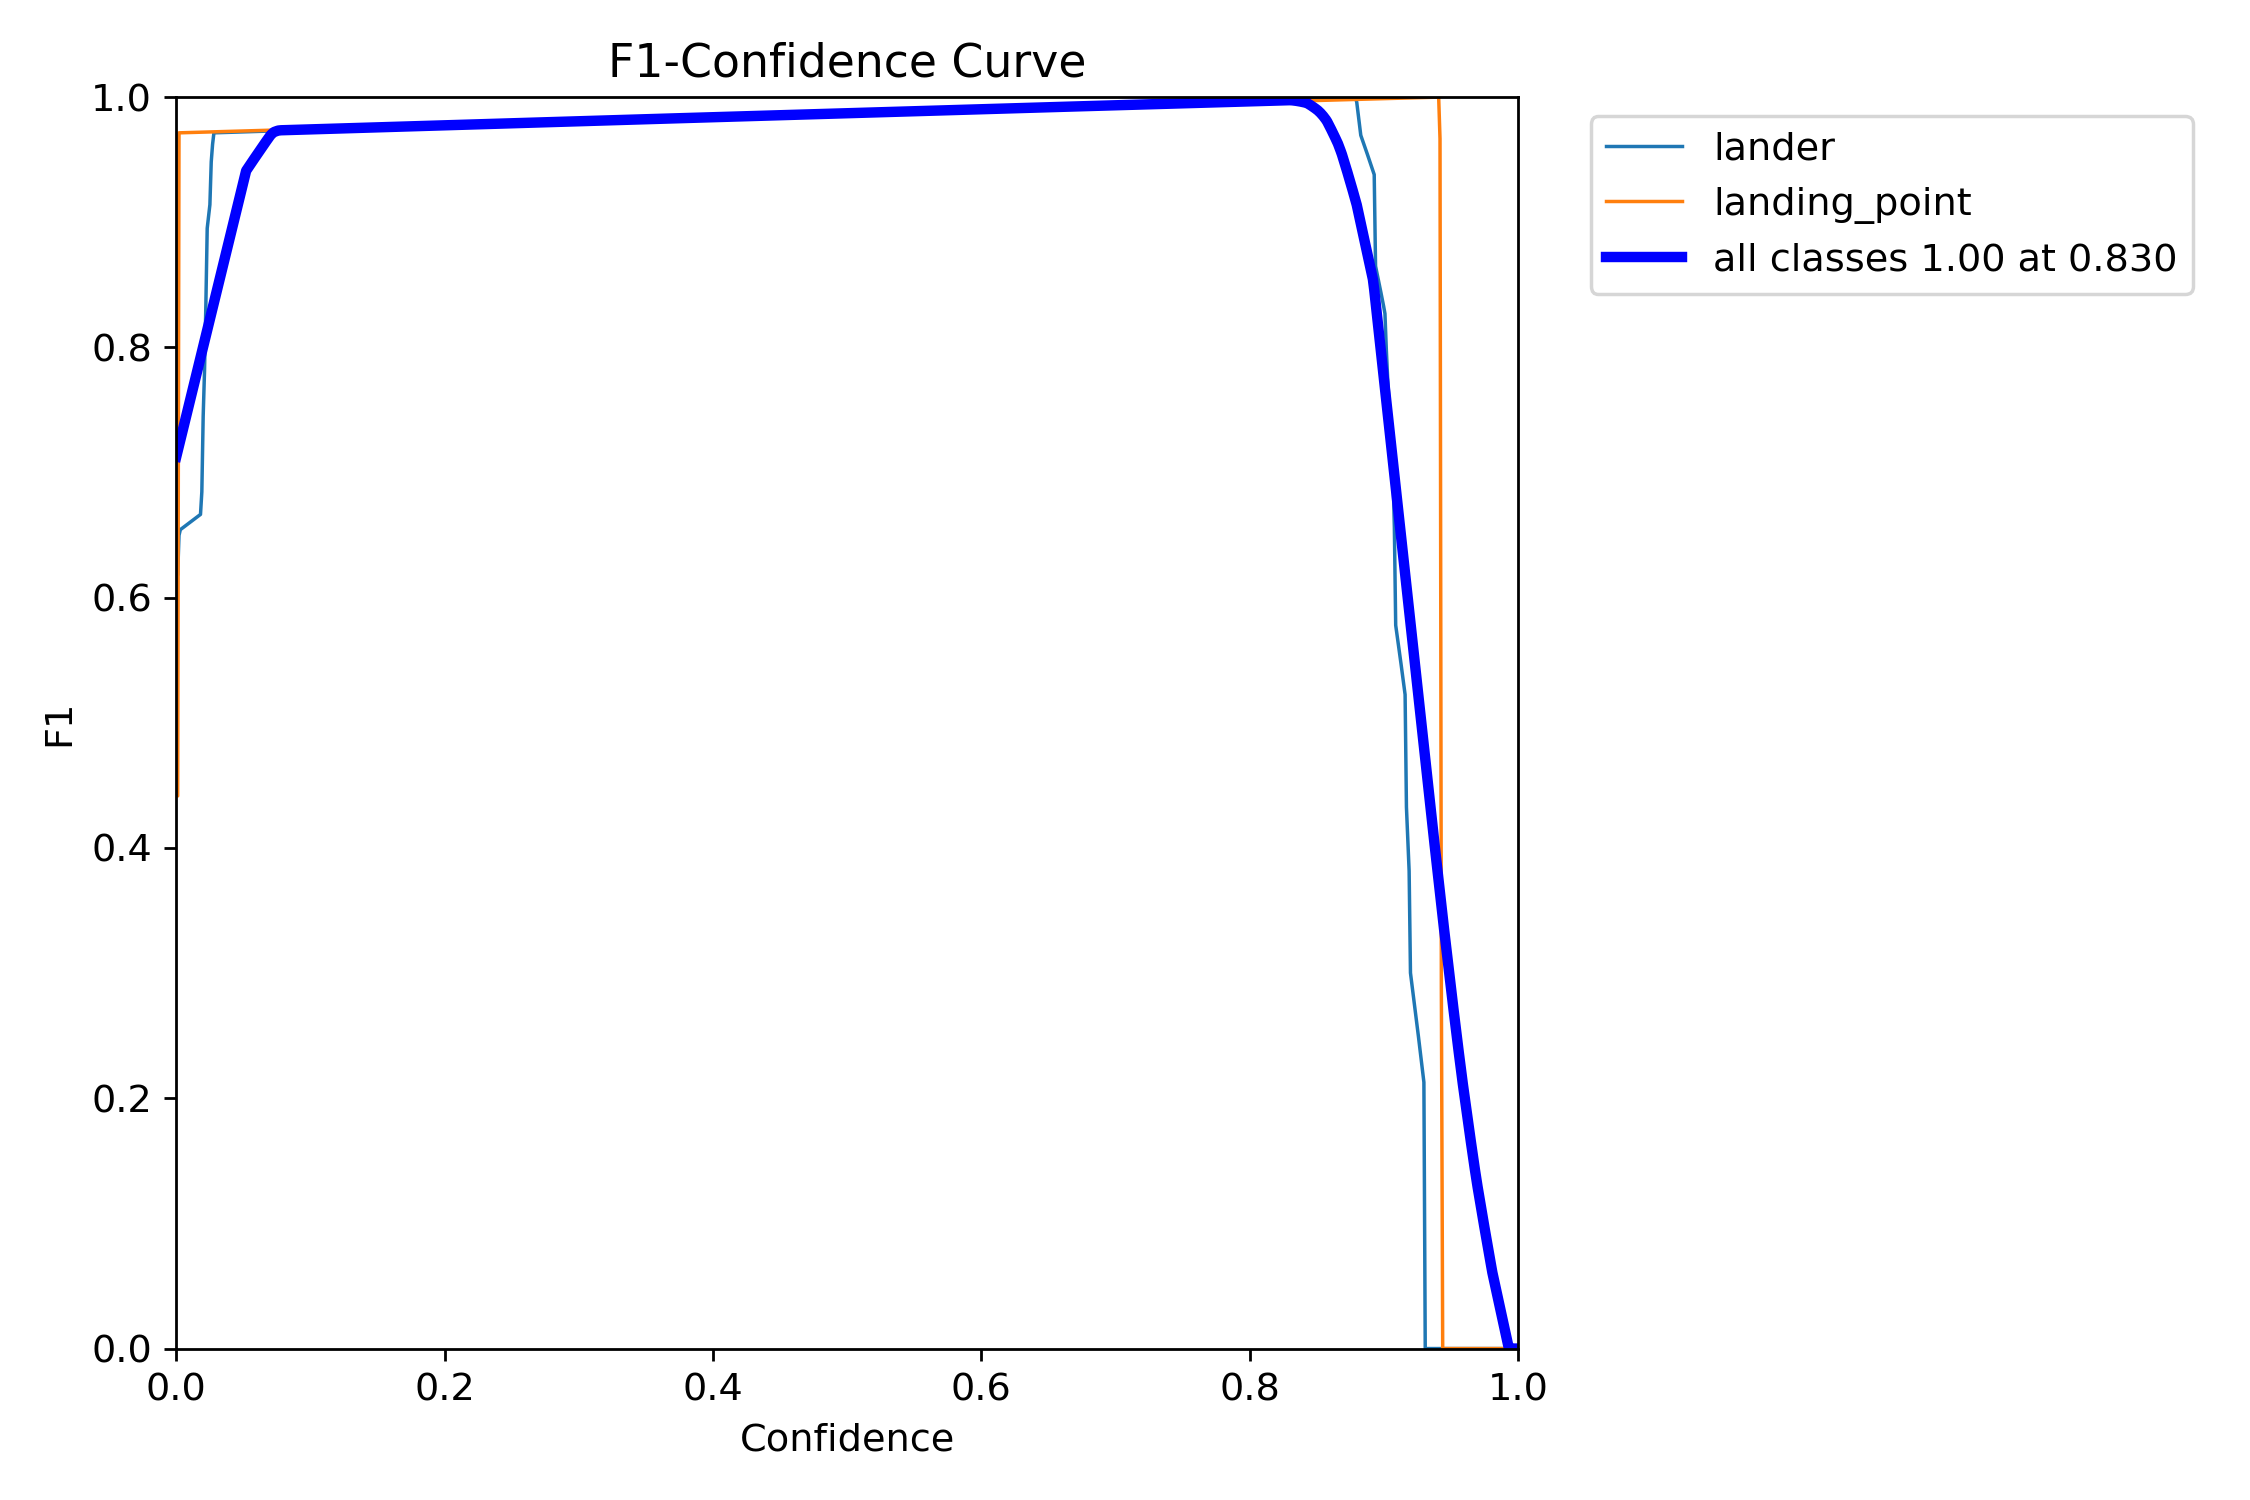 F1-Confidence Curve
1.0
0.8
0.6
0.4
0.2
0.0
F1
0.0 0.2 0.4 0.6 0.8 1.0
Confidence
lander
landing_point
all classes 1.00 at 0.830